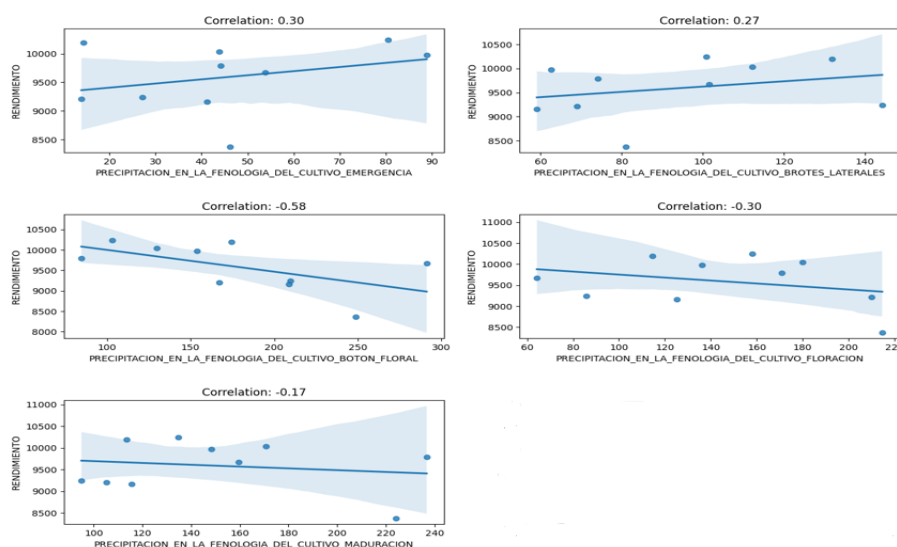 Correlation: 0.30
10000
9500
9000
8500
RENDIMIENTO
20 30 40 50 60 70 80 90
PRECIPITACION_EN_LA_FENOLOGIA_DEL_CULTIVO_EMERGENCIA
Correlation: 0.27
10500
10000
9500
9000
8500
RENDIMIENTO
60 80 100 120 140
PRECIPITACION_EN_LA_FENOLOGIA_DEL_CULTIVO_BROTES_LATERALES
Correlation: -0.58
10500
10000
9500
9000
8500
8000
RENDIMIENTO
100 150 200 250 300
PRECIPITACION_EN_LA_FENOLOGIA_DEL_CULTIVO_BOTON_FLORAL
Correlation: -0.30
11000
10500
10000
9500
9000
8500
RENDIMIENTO
60 80 100 120 140 160 180 200
PRECIPITACION_EN_LA_FENOLOGIA_DEL_CULTIVO_FLORACION
Correlation: -0.17
11000
10500
10000
9500
9000
8500
RENDIMIENTO
100 120 140 160 180 200 220 240
PRECIPITACION_EN_LA_FENOLOGIA_DEL_CULTIVO_MADURACION